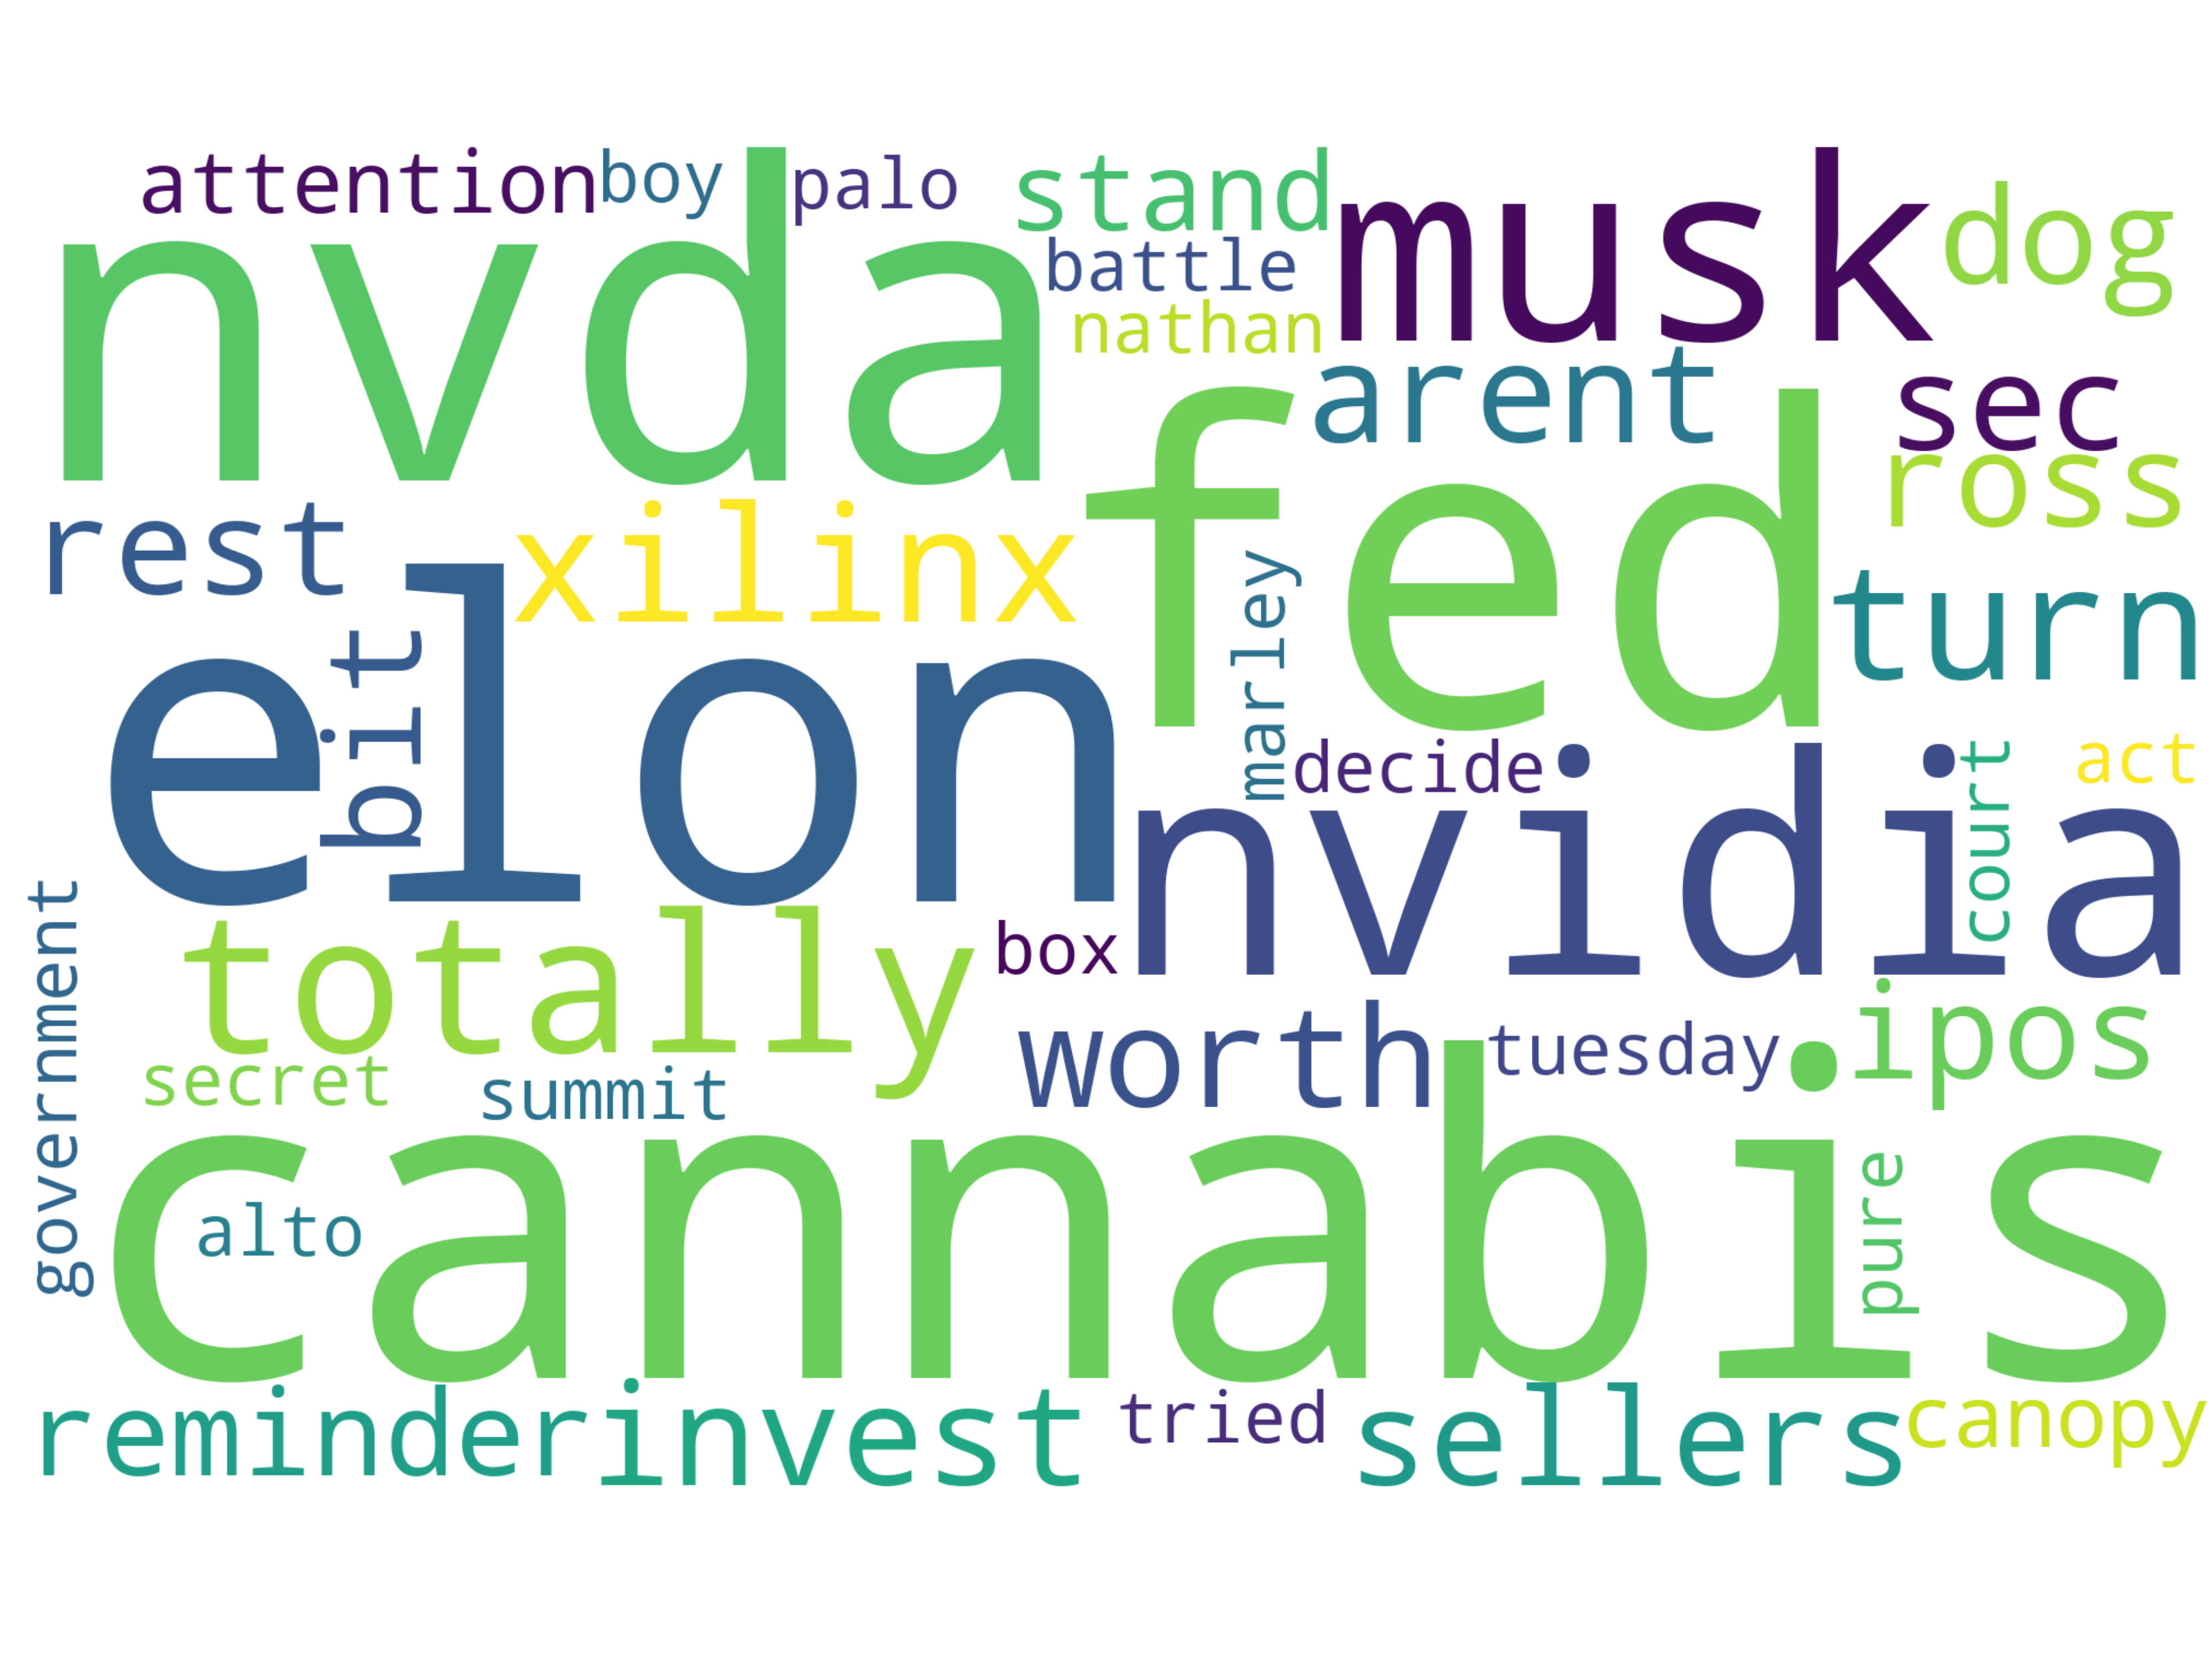 attention boy palo stand musk dog
nvda battle
nathan
arent sec
fed ross
rest xilinx turn
elon bit marley
decide court act
nvidia
government totally box
worth tuesday ipos
secret summit
cannabis pure
alto
reminder invest tried sellers canopy